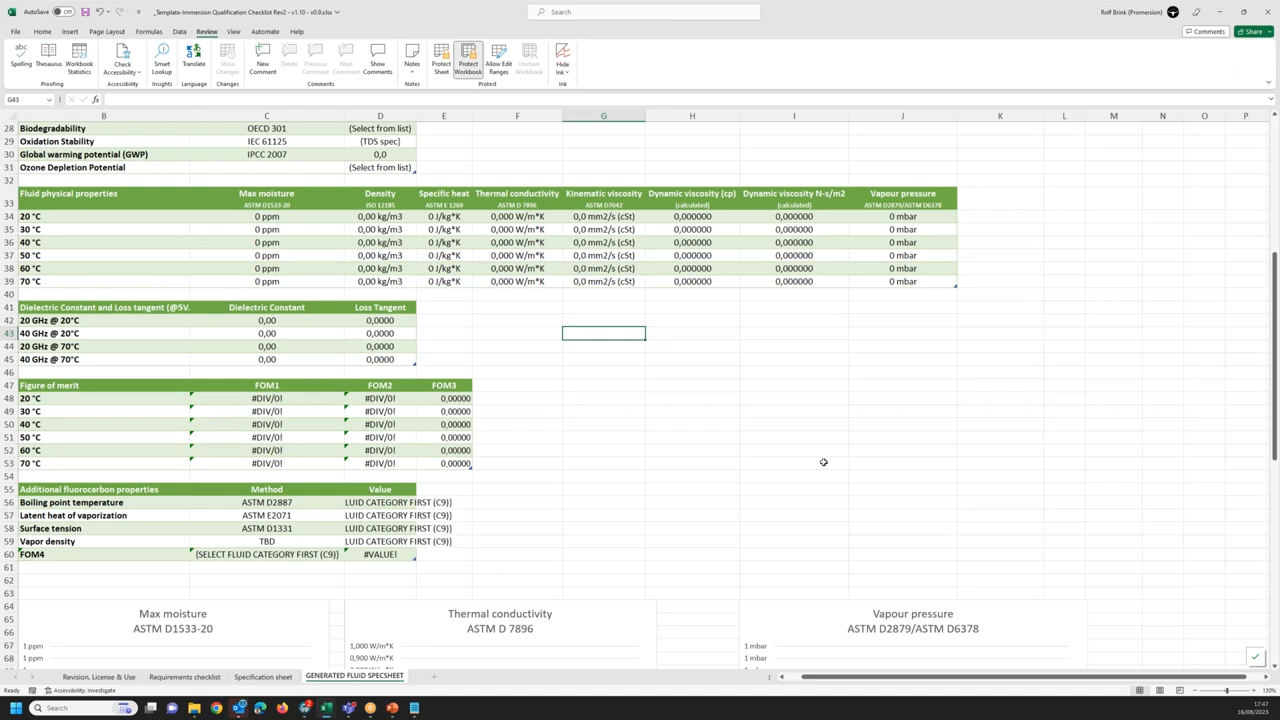 AutoSave Off _Template-Immersion Qualification Checklist Rev2 - v1.10 - v0.9.xlsx Search Rolf Brink (Promersion)
File Home Insert Page Layout Formulas Data Review View Automate Help Comments Share
Spelling Thesaurus Workbook Statistics Check Accessibility Smart Lookup Translate Show Changes New Comment Delete Previous Comment Next Comment Show Comments Notes Protect Sheet Protect Workbook Allow Edit Ranges Unshare Workbook Hide Ink
Proofing Accessibility Insights Language Changes Comments Notes Protect Ink
G43 fx
B C D E F G H I J K L M N O P
28 Biodegradability OECD 301 (Select from list)
29 Oxidation Stability IEC 61125 {TDS spec}
30 Global warming potential (GWP) IPCC 2007 0,0
31 Ozone Depletion Potential (Select from list)
32
Fluid physical properties Max moisture Density Specific heat Thermal conductivity Kinematic viscosity Dynamic viscosity (cp) Dynamic viscosity N-s/m2 Vapour pressure
33 ASTM D1533-20 ISO 12185 ASTM E 1269 ASTM D 7896 ASTM D7042 (calculated) (calculated) ASTM D2879/ASTM D6378
34 20 °C 0 ppm 0,00 kg/m3 0 J/kg*K 0,000 W/m*K 0,0 mm2/s (cSt) 0,000000 0,000000 0 mbar
35 30 °C 0 ppm 0,00 kg/m3 0 J/kg*K 0,000 W/m*K 0,0 mm2/s (cSt) 0,000000 0,000000 0 mbar
36 40 °C 0 ppm 0,00 kg/m3 0 J/kg*K 0,000 W/m*K 0,0 mm2/s (cSt) 0,000000 0,000000 0 mbar
37 50 °C 0 ppm 0,00 kg/m3 0 J/kg*K 0,000 W/m*K 0,0 mm2/s (cSt) 0,000000 0,000000 0 mbar
38 60 °C 0 ppm 0,00 kg/m3 0 J/kg*K 0,000 W/m*K 0,0 mm2/s (cSt) 0,000000 0,000000 0 mbar
39 70 °C 0 ppm 0,00 kg/m3 0 J/kg*K 0,000 W/m*K 0,0 mm2/s (cSt) 0,000000 0,000000 0 mbar
40
41 Dielectric Constant and Loss tangent (@5V. Dielectric Constant Loss Tangent
42 20 GHz @ 20°C 0,00 0,0000
43 40 GHz @ 20°C 0,00 0,0000
44 20 GHz @ 70°C 0,00 0,0000
45 40 GHz @ 70°C 0,00 0,0000
46
47 Figure of merit FOM1 FOM2 FOM3
48 20 °C #DIV/0! #DIV/0! 0,00000
49 30 °C #DIV/0! #DIV/0! 0,00000
50 40 °C #DIV/0! #DIV/0! 0,00000
51 50 °C #DIV/0! #DIV/0! 0,00000
52 60 °C #DIV/0! #DIV/0! 0,00000
53 70 °C #DIV/0! #DIV/0! 0,00000
54
55 Additional fluorocarbon properties Method Value
56 Boiling point temperature ASTM D2887 LUID CATEGORY FIRST (C9)}
57 Latent heat of vaporization ASTM E2071 LUID CATEGORY FIRST (C9)}
58 Surface tension ASTM D1331 LUID CATEGORY FIRST (C9)}
59 Vapor density TBD LUID CATEGORY FIRST (C9)}
60 FOM4 {SELECT FLUID CATEGORY FIRST (C9)} #VALUE!
61
62
63
64
65
66
67
68
Max moisture Thermal conductivity Vapour pressure
ASTM D1533-20 ASTM D 7896 ASTM D2879/ASTM D6378
1 ppm 1,000 W/m*K 1 mbar
1 ppm 0,900 W/m*K 1 mbar
Revision, License & Use Requirements checklist Specification sheet GENERATED FLUID SPECSHEET
Ready Accessibility: Investigate 130%
Search 17:47
16/08/2023